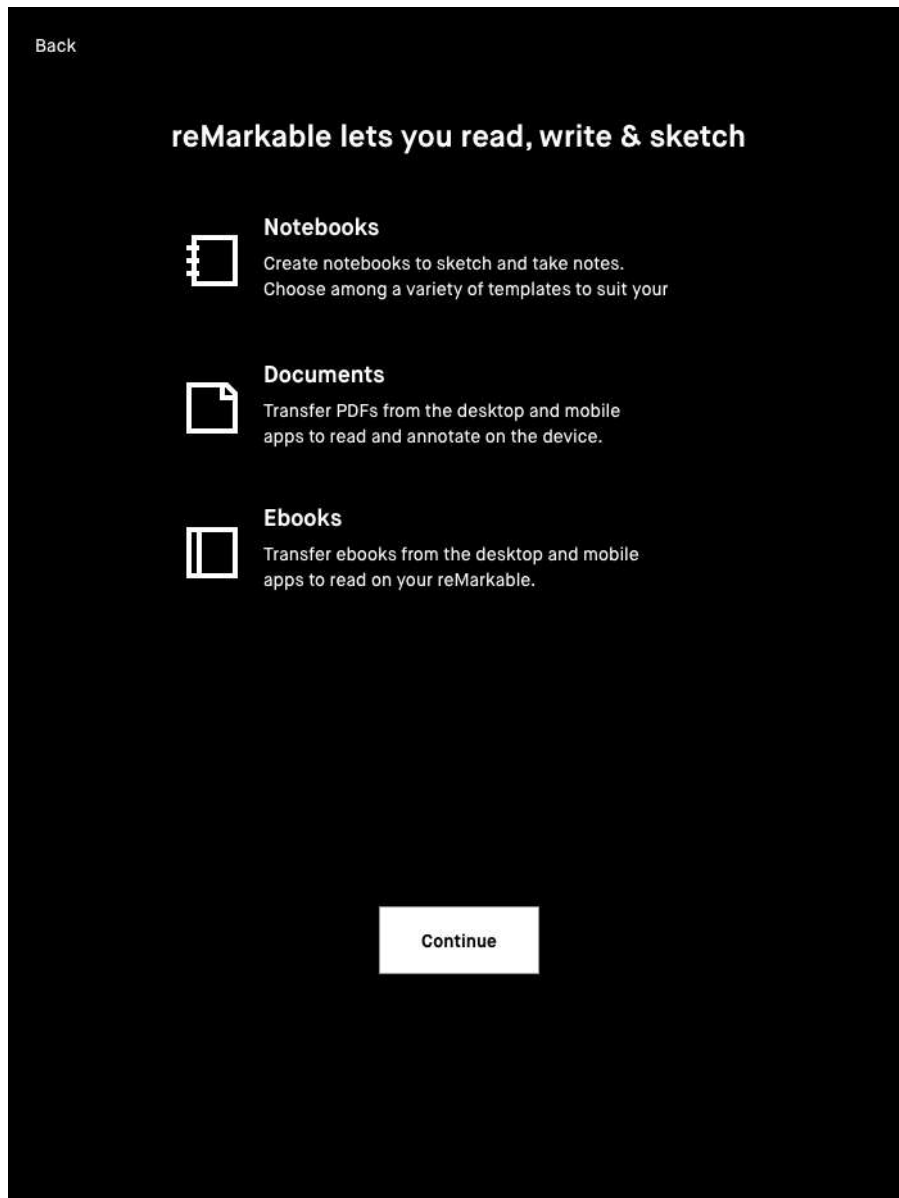 Back
reMarkable lets you read, write & sketch
Notebooks
Create notebooks to sketch and take notes.
Choose among a variety of templates to suit your
Documents
Transfer PDFs from the desktop and mobile
apps to read and annotate on the device.
Ebooks
Transfer ebooks from the desktop and mobile
apps to read on your reMarkable.
Continue